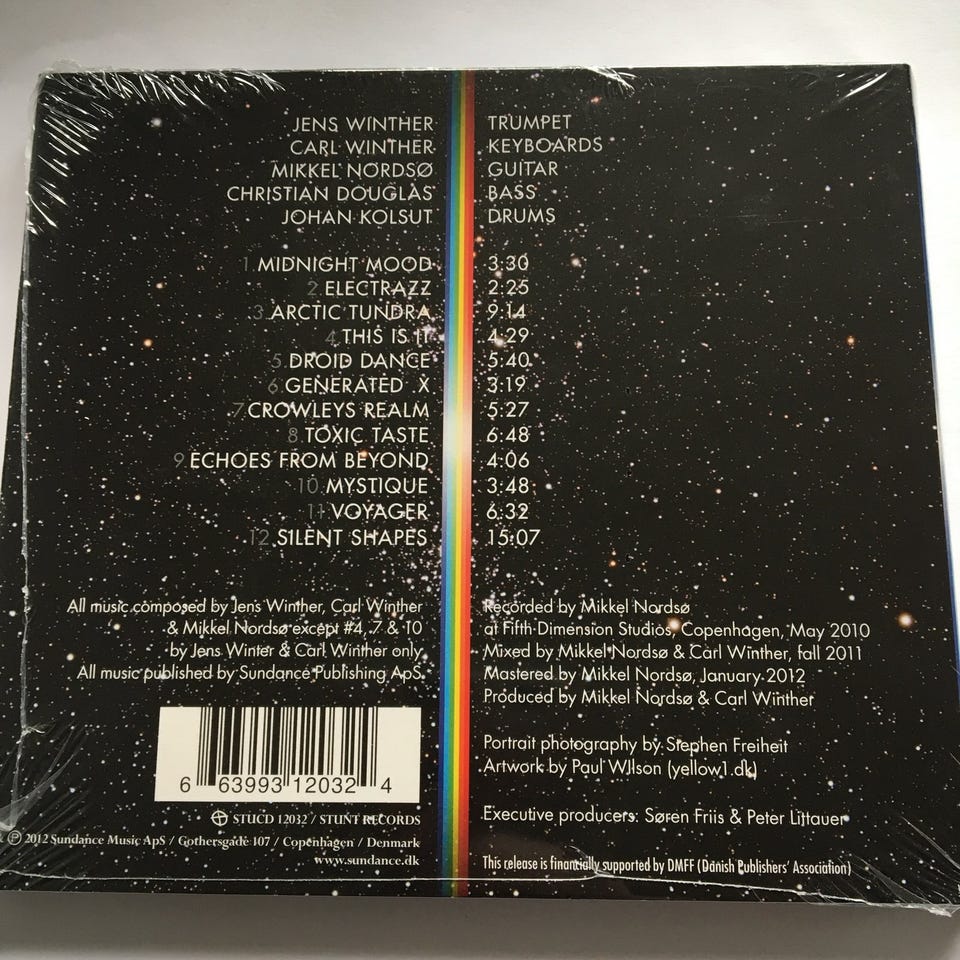 JENS WINTHER TRUMPET
CARL WINTHER KEYBOARDS
MIKKEL NORDSØ GUITAR
CHRISTIAN DOUGLAS BASS
JOHAN KOLSUT DRUMS
1. MIDNIGHT MOOD 3:30
2. ELECTRAZZ 2:25
3. ARCTIC TUNDRA 9:14
4. THIS IS IT 4:29
5. DROID DANCE 5:40
6. GENERATED X 3:19
7. CROWLEYS REALM 5:27
8. TOXIC TASTE 6:48
9. ECHOES FROM BEYOND 4:06
10. MYSTIQUE 3:48
11. VOYAGER 6.32
12. SILENT SHAPES 15:07
All music composed by Jens Winther, Carl Winther
& Mikkel Nordsø except #4, 7 & 10
by Jens Winter & Carl Winther only
All music published by Sundance Publishing ApS.
6 63993 12032 4
STUCD 12032 / STUNT RECORDS
& ℗ 2012 Sundance Music ApS / Gothersgade 107 / Copenhagen / Denmark
www.sundance.dk
Recorded by Mikkel Nordsø
at Fifth Dimension Studios, Copenhagen, May 2010
Mixed by Mikkel Nordsø & Carl Winther, fall 2011
Mastered by Mikkel Nordsø, January 2012
Produced by Mikkel Nordsø & Carl Winther
Portrait photography by Stephen Freiheit
Artwork by Paul WIlson (yellow1.dk)
Executive producers: Søren Friis & Peter Littauer
This release is financially supported by DMFF (Danish Publishers' Association)